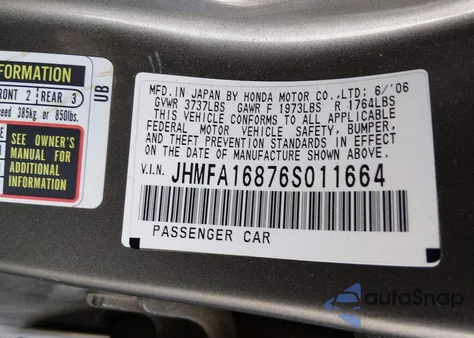 FORMATION
FRONT 2 REAR 3
385kg or 850lbs.
SEE OWNER'S
MANUAL FOR
ADDITIONAL
INFORMATION
UB
MFD. IN JAPAN BY HONDA MOTOR CO.,LTD: 6/'06
GVWR 3737LBS GAWR F 1973LBS R 1764LBS
THIS VEHICLE CONFORMS TO ALL APPLICABLE
FEDERAL MOTOR VEHICLE SAFETY, BUMPER,
AND THEFT PREVENTION STANDARDS IN EFFECT ON
THE DATE OF MANUFACTURE SHOWN ABOVE.
V.I.N. JHMFA16876S011664
PASSENGER CAR
autoSnap